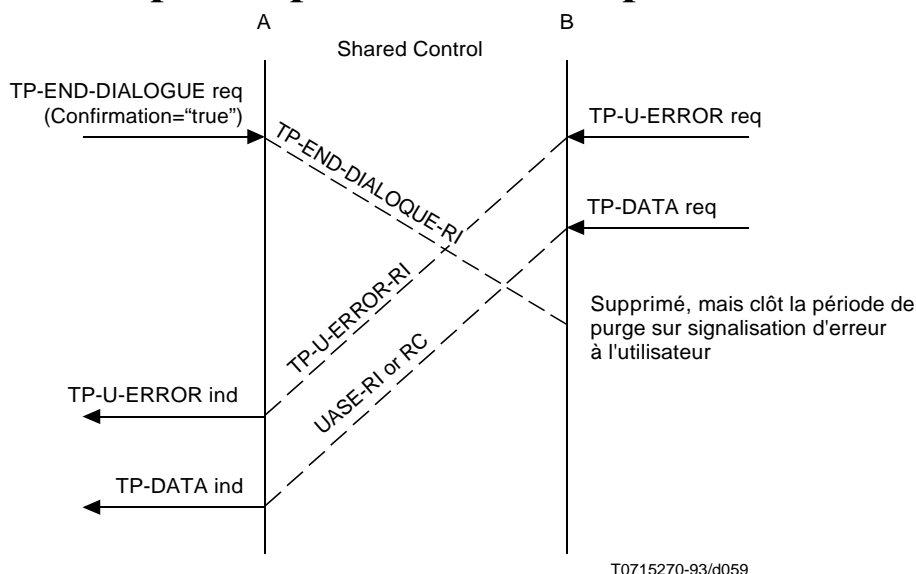 A
B
Shared Control
TP-END-DIALOGUE req
(Confirmation=“true”)
TP-U-ERROR req
TP-END-DIALOQUE-RI
TP-DATA req
TP-U-ERROR-RI
UASE-RI or RC
Supprimé, mais clôt la période de
purge sur signalisation d'erreur
à l'utilisateur
TP-U-ERROR ind
TP-DATA ind
T0715270-93/d059